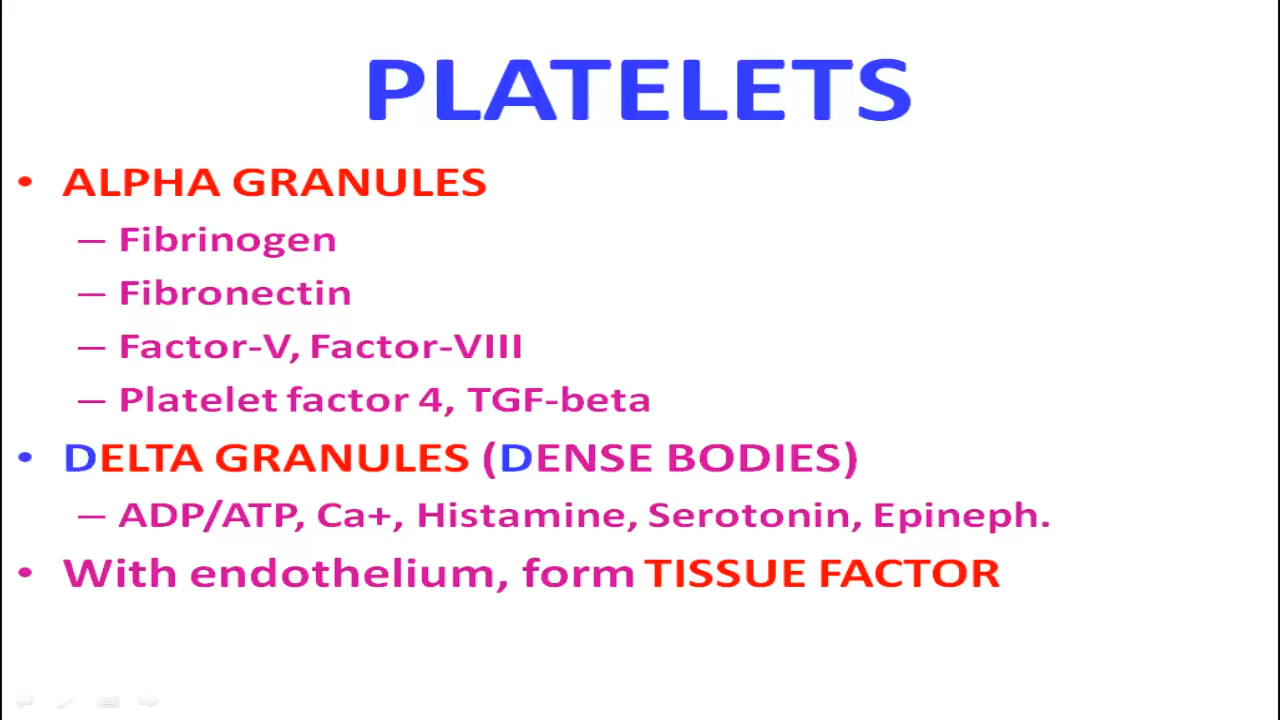 PLATELETS
• ALPHA GRANULES
– Fibrinogen
– Fibronectin
– Factor-V, Factor-VIII
– Platelet factor 4, TGF-beta
• DELTA GRANULES (DENSE BODIES)
– ADP/ATP, Ca+, Histamine, Serotonin, Epineph.
• With endothelium, form TISSUE FACTOR